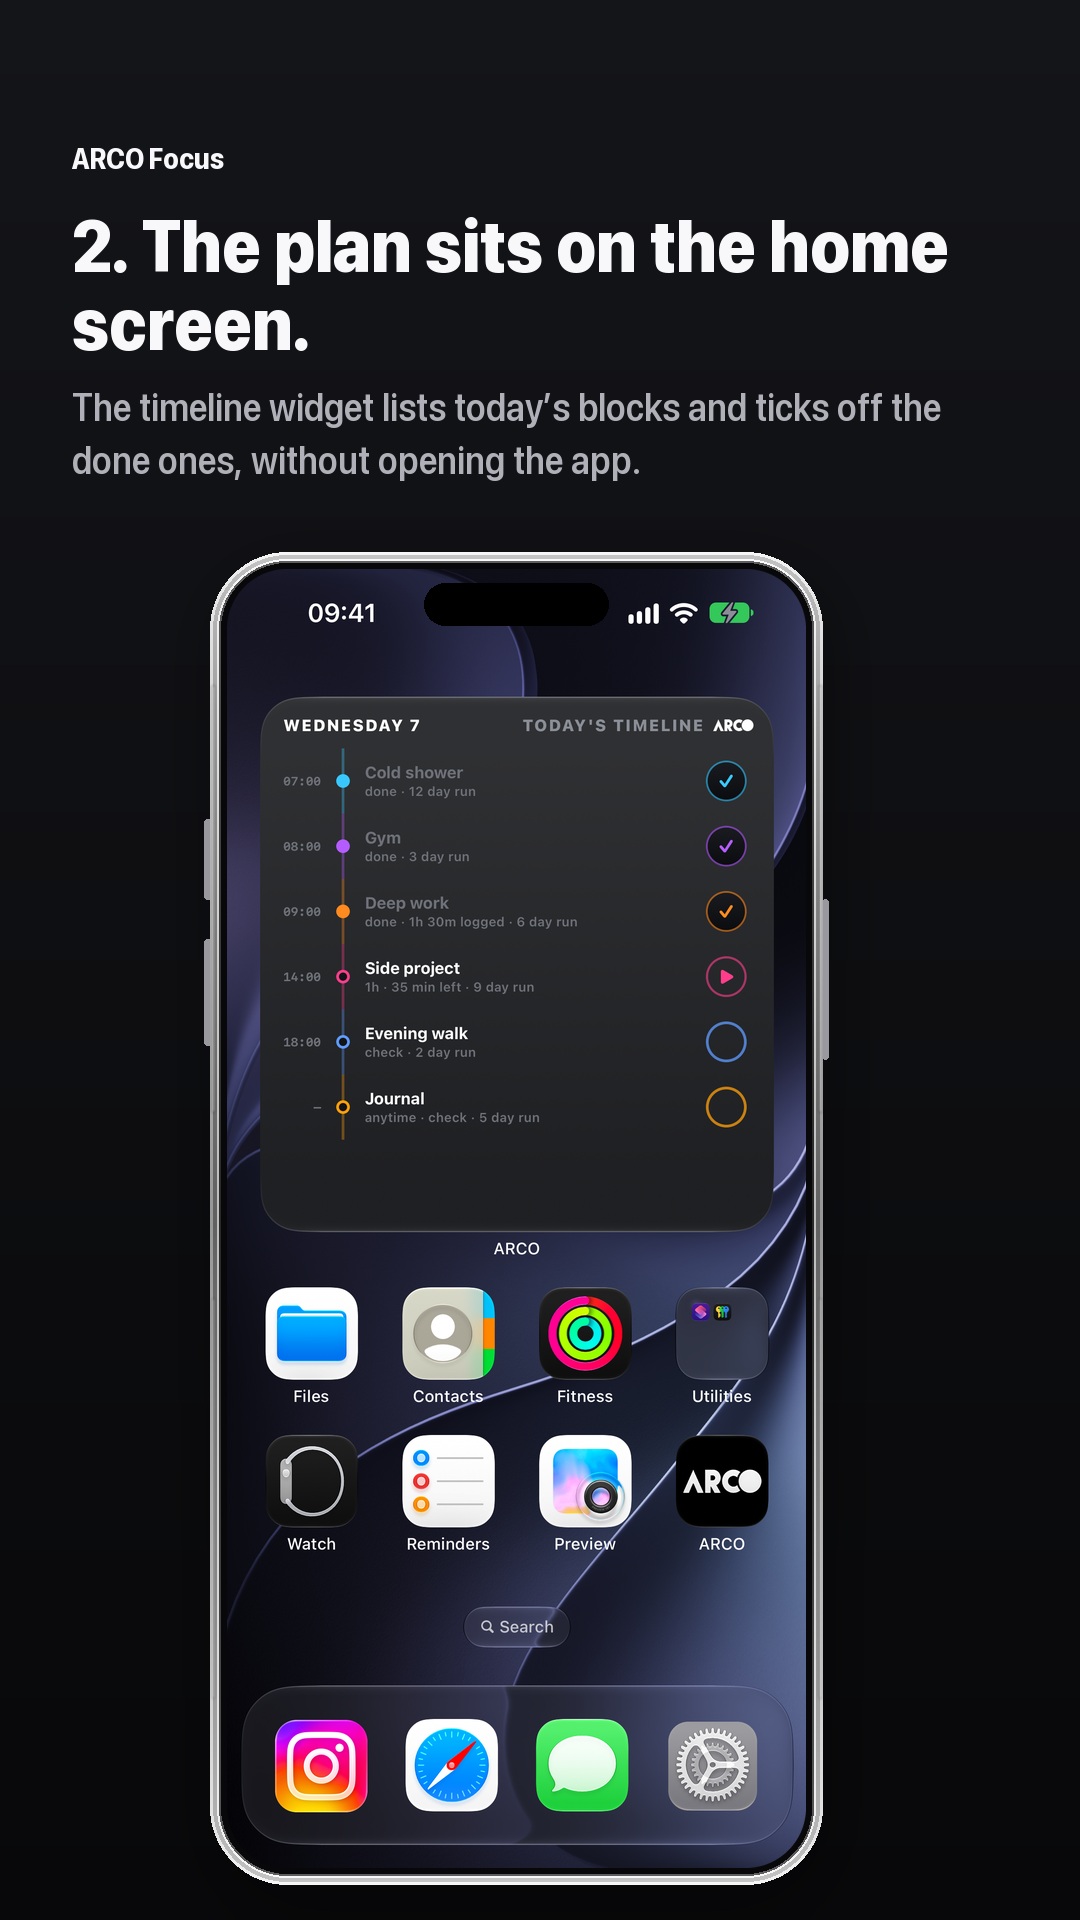 ARCO Focus
2. The plan sits on the home
screen.
The timeline widget lists today’s blocks and ticks off the
done ones, without opening the app.
09:41
WEDNESDAY 7 TODAY'S TIMELINE ARCO
07:00 Cold shower
done · 12 day run
08:00 Gym
done · 3 day run
09:00 Deep work
done · 1h 30m logged · 6 day run
14:00 Side project
1h · 35 min left · 9 day run
18:00 Evening walk
check · 2 day run
– Journal
anytime · check · 5 day run
ARCO
Files Contacts Fitness Utilities
ARCO
Watch Reminders Preview ARCO
Search